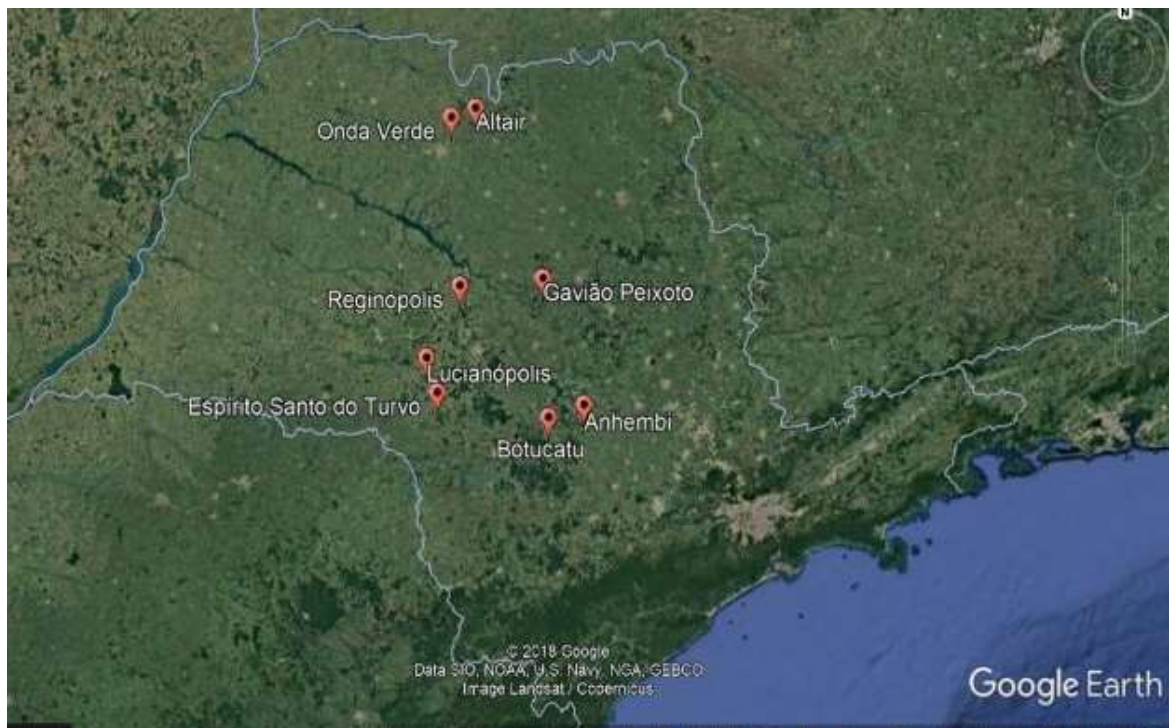 N
Onda Verde
Altair
Reginópolis
Gavião Peixoto
Lucianópolis
Espírito Santo do Turvo
Anhembi
Botucatu
© 2018 Google
Data SIO, NOAA, U.S. Navy, NGA, GEBCO
Image Landsat / Copernicus
Google Earth